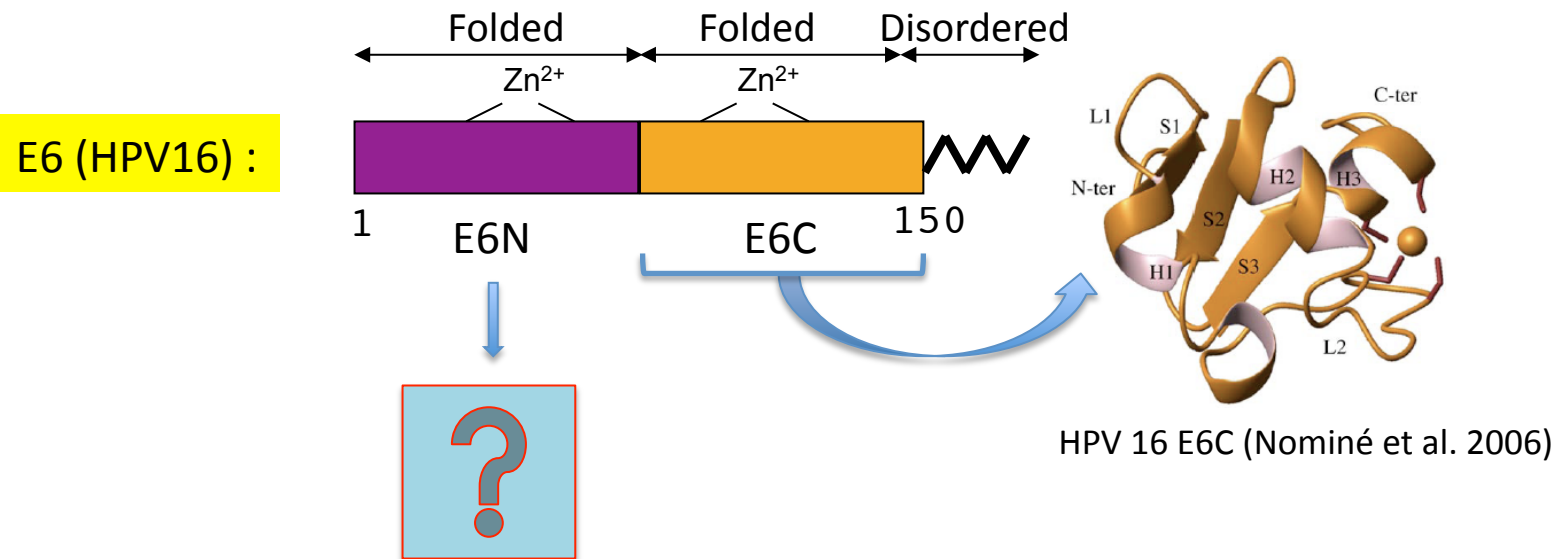 Folded Folded Disordered
Zn²⁺ Zn²⁺
E6 (HPV16) :
1 150
E6N E6C
?
C-ter
L1
S1
N-ter
H2 H3
S2
H1 S3
L2
HPV 16 E6C (Nominé et al. 2006)